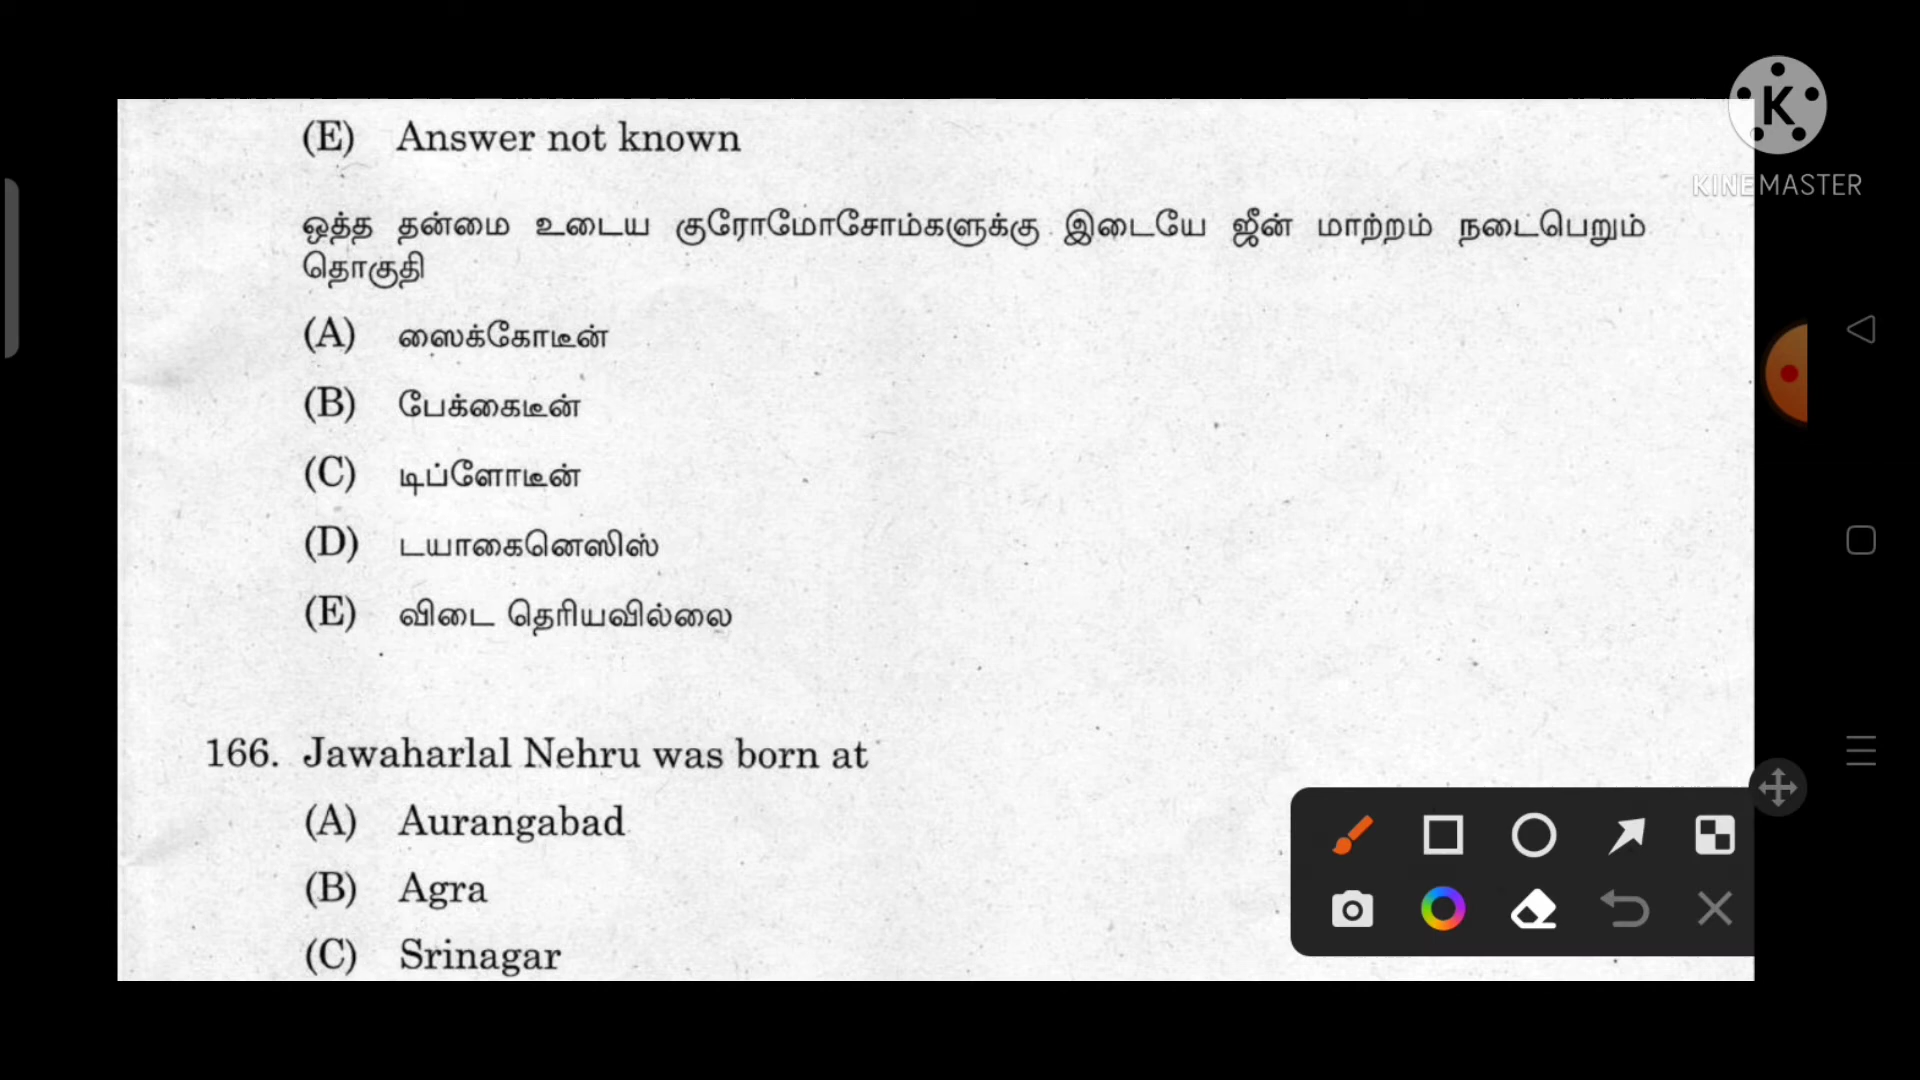 (E) Answer not known
ஒத்த தன்மை உடைய குரோமோசோம்களுக்கு இடையே ஜீன் மாற்றம் நடைபெறும்
தொகுதி
(A) ஸைக்கோடீன்
(B) பேக்கைடீன்
(C) டிப்ளோடீன்
(D) டயாகைனெஸிஸ்
(E) விடை தெரியவில்லை
166. Jawaharlal Nehru was born at
(A) Aurangabad
(B) Agra
(C) Srinagar
K
KINEMASTER